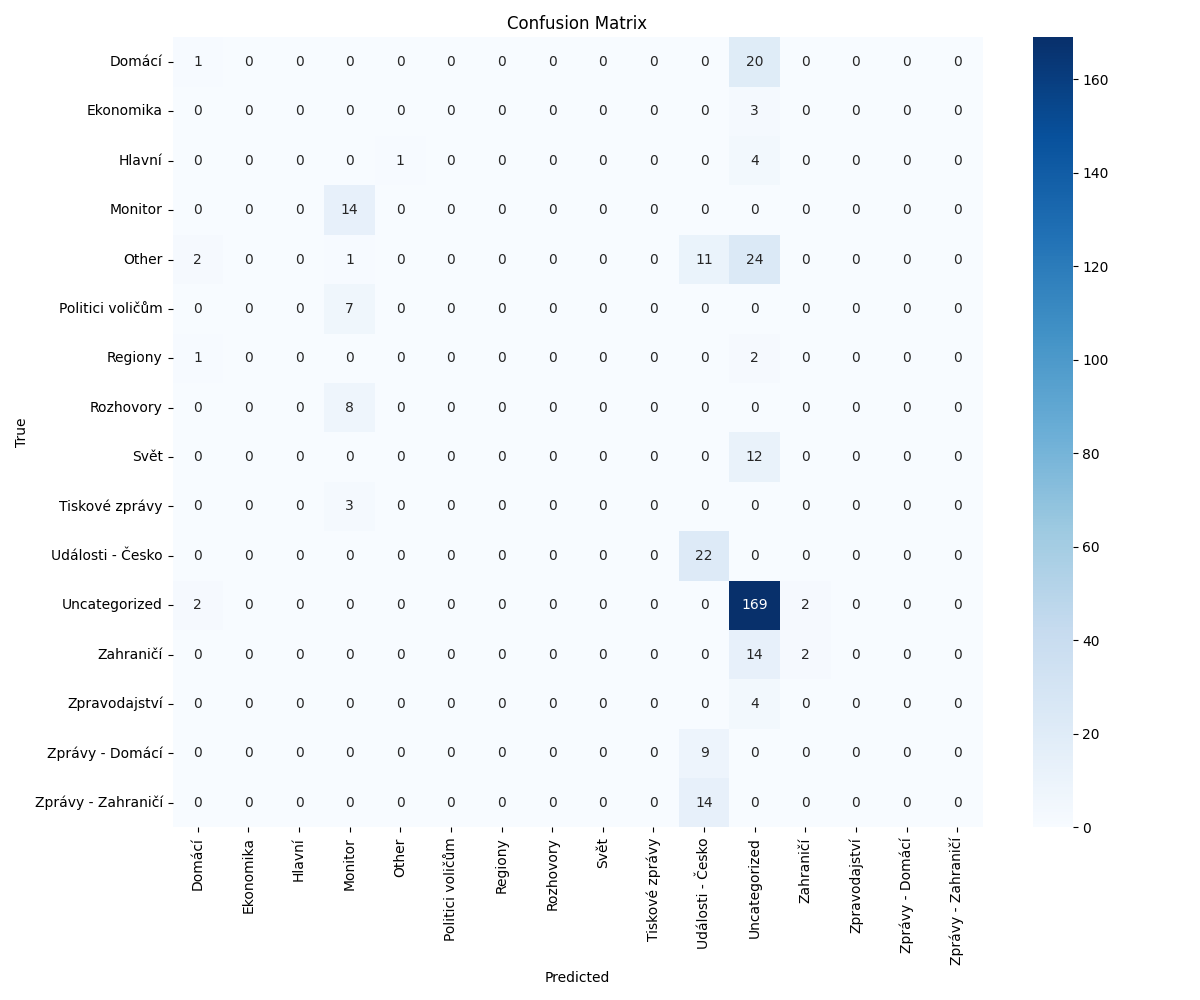 Confusion Matrix
Domácí 1 0 0 0 0 0 0 0 0 0 0 20 0 0 0 0
Ekonomika 0 0 0 0 0 0 0 0 0 0 0 3 0 0 0 0
Hlavní 0 0 0 0 1 0 0 0 0 0 0 4 0 0 0 0
Monitor 0 0 0 14 0 0 0 0 0 0 0 0 0 0 0 0
Other 2 0 0 1 0 0 0 0 0 0 11 24 0 0 0 0
Politici voličům 0 0 0 7 0 0 0 0 0 0 0 0 0 0 0 0
Regiony 1 0 0 0 0 0 0 0 0 0 0 2 0 0 0 0
Rozhovory 0 0 0 8 0 0 0 0 0 0 0 0 0 0 0 0
Svět 0 0 0 0 0 0 0 0 0 0 0 12 0 0 0 0
Tiskové zprávy 0 0 0 3 0 0 0 0 0 0 0 0 0 0 0 0
Události - Česko 0 0 0 0 0 0 0 0 0 0 22 0 0 0 0 0
Uncategorized 2 0 0 0 0 0 0 0 0 0 0 169 2 0 0 0
Zahraničí 0 0 0 0 0 0 0 0 0 0 0 14 2 0 0 0
Zpravodajství 0 0 0 0 0 0 0 0 0 0 0 4 0 0 0 0
Zprávy - Domácí 0 0 0 0 0 0 0 0 0 0 9 0 0 0 0 0
Zprávy - Zahraničí 0 0 0 0 0 0 0 0 0 0 14 0 0 0 0 0
True
Domácí
Ekonomika
Hlavní
Monitor
Other
Politici voličům
Regiony
Rozhovory
Svět
Tiskové zprávy
Události - Česko
Uncategorized
Zahraničí
Zpravodajství
Zprávy - Domácí
Zprávy - Zahraničí
Predicted
160
140
120
100
80
60
40
20
0